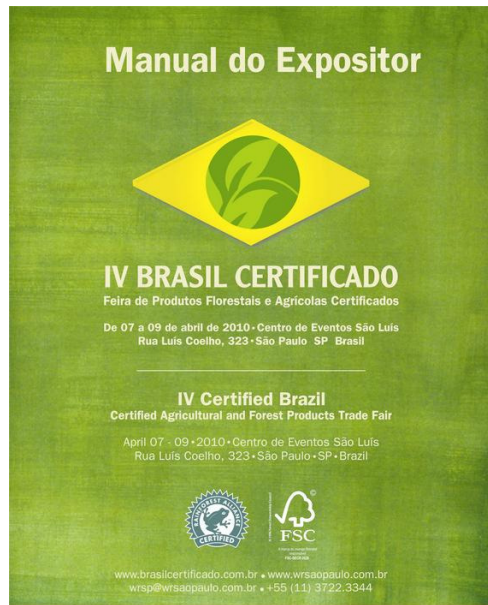 Manual do Expositor
IV BRASIL CERTIFICADO
Feira de Produtos Florestais e Agrícolas Certificados
De 07 a 09 de abril de 2010 • Centro de Eventos São Luís
Rua Luís Coelho, 323 • São Paulo SP Brasil
IV Certified Brazil
Certified Agricultural and Forest Products Trade Fair
April 07 - 09 • 2010 • Centro de Eventos São Luís
Rua Luís Coelho, 323 • São Paulo • SP • Brazil
RAINFOREST ALLIANCE
CERTIFIED
©
FSC
www.brasilcertificado.com.br • www.wrsaopaulo.com.br
wrsp@wrsaopaulo.com.br • +55 (11) 3722.3344